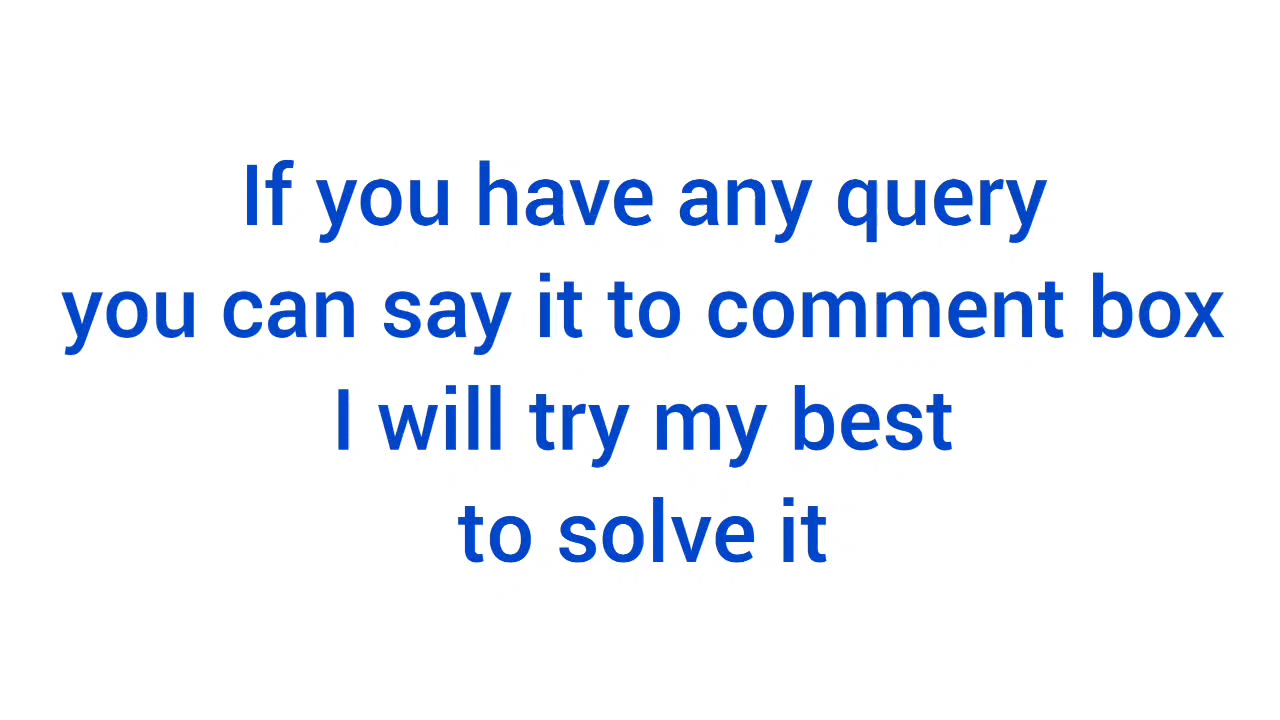 If you have any query
you can say it to comment box
I will try my best
to solve it